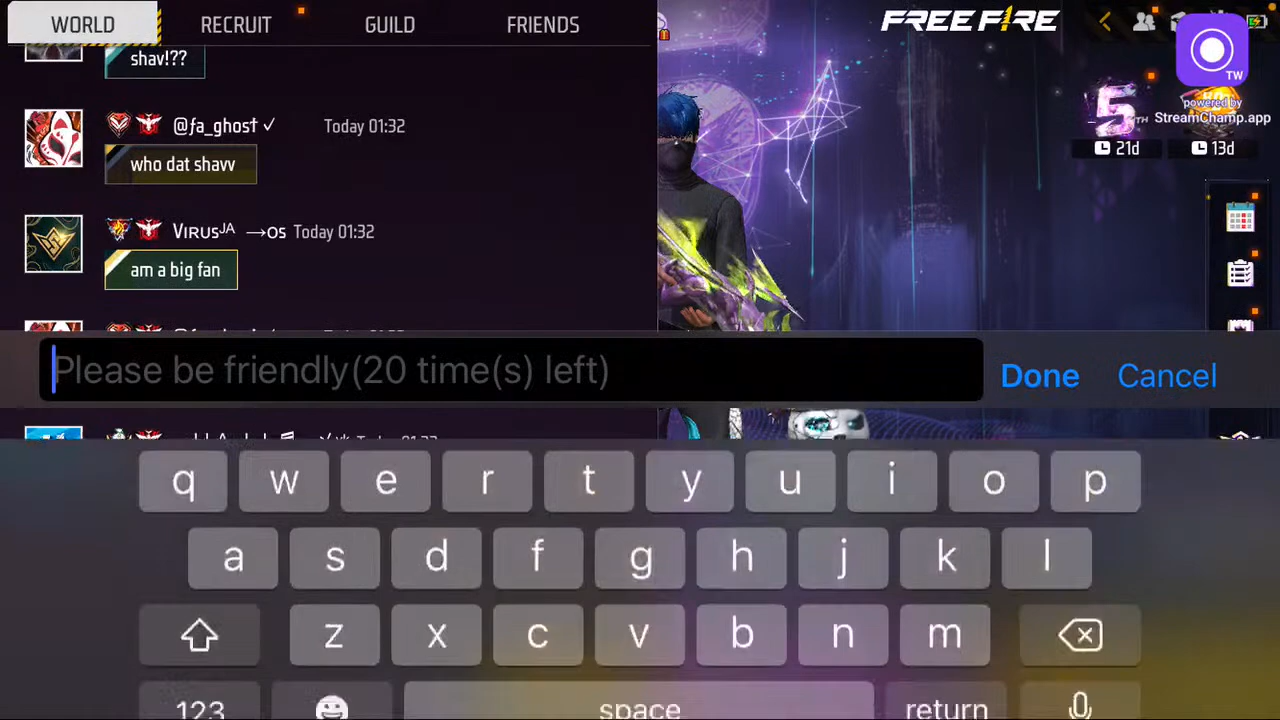 WORLD RECRUIT GUILD FRIENDS
shav!??
@fa_ghost ✓ Today 01:32
who dat shavv
Vɪʀᴜsᴶᴬ →os Today 01:32
am a big fan
Please be friendly(20 time(s) left)
Done Cancel
FREE FIRE
TW
powered by
StreamChamp.app
5TH
21d 13d
q w e r t y u i o p
a s d f g h j k l
z x c v b n m
123 space return